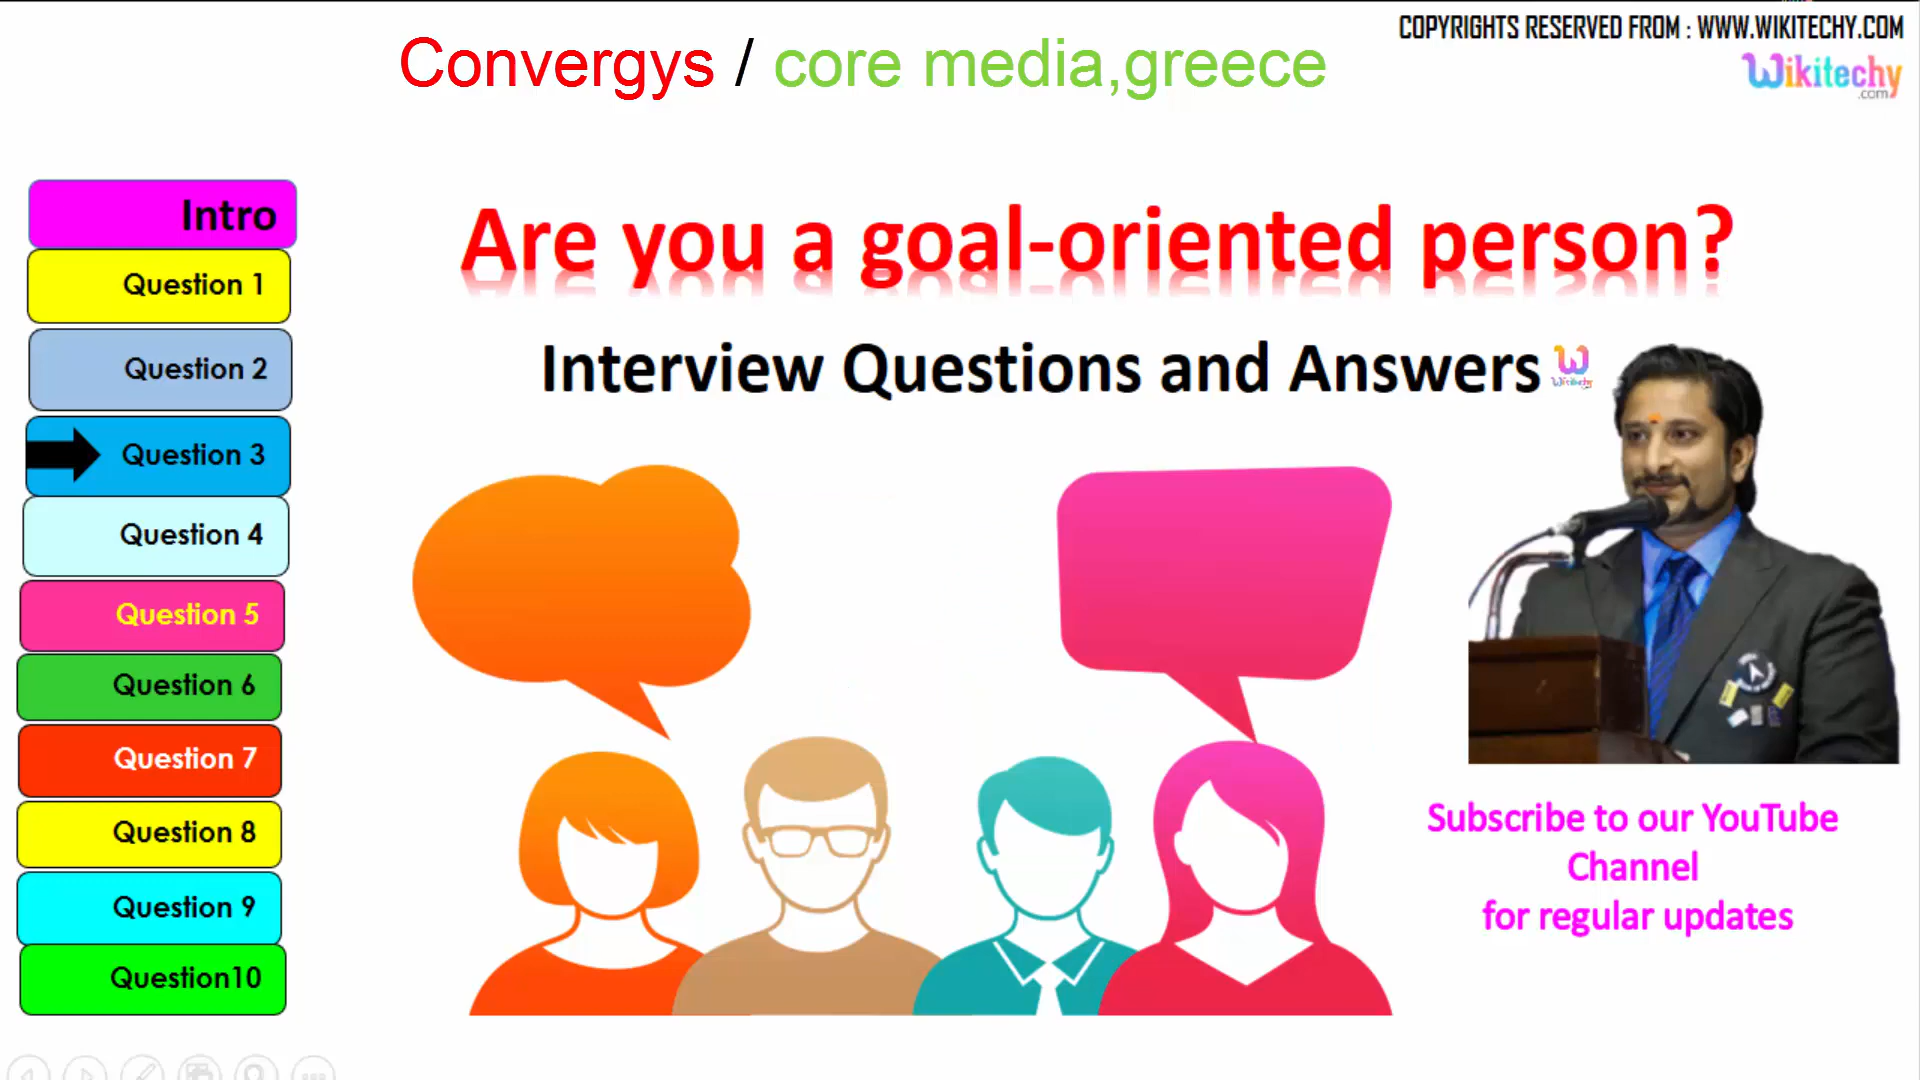 COPYRIGHTS RESERVED FROM : WWW.WIKITECHY.COM
Convergys / core media,greece
Wikitechy
.com
Intro
Question 1
Question 2
Question 3
Question 4
Question 5
Question 6
Question 7
Question 8
Question 9
Question10
Are you a goal-oriented person?
Interview Questions and Answers
W
Wikitechy
Subscribe to our YouTube
Channel
for regular updates